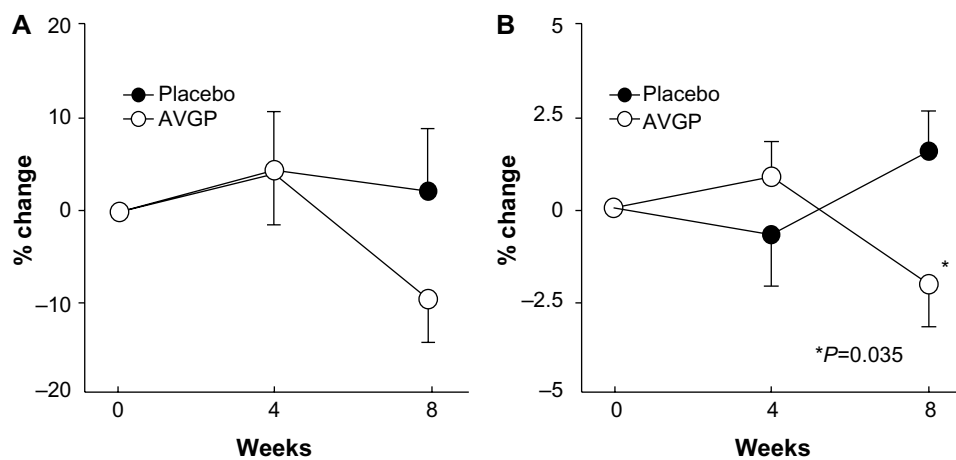 A
20
10
0
–10
–20
% change
Placebo
AVGP
0
4
8
Weeks
B
5
2.5
0
–2.5
–5
% change
Placebo
AVGP
*
*P=0.035
0
4
8
Weeks